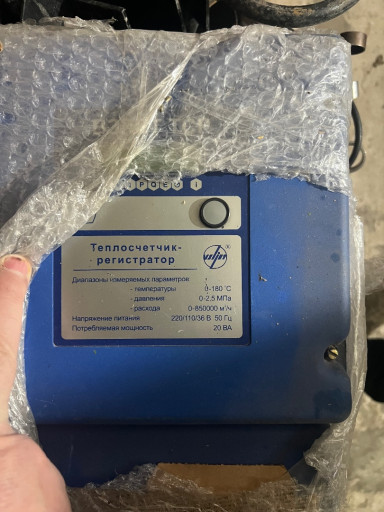 Теплосчетчик-
регистратор
®
Диапазоны измеряемых параметров
- температуры 0-180 °С
- давления 0-2,5 МПа
- расхода 0-850000 м³/ч
Напряжение питания 220/110/36 В 50 Гц
Потребляемая мощность 20 ВА